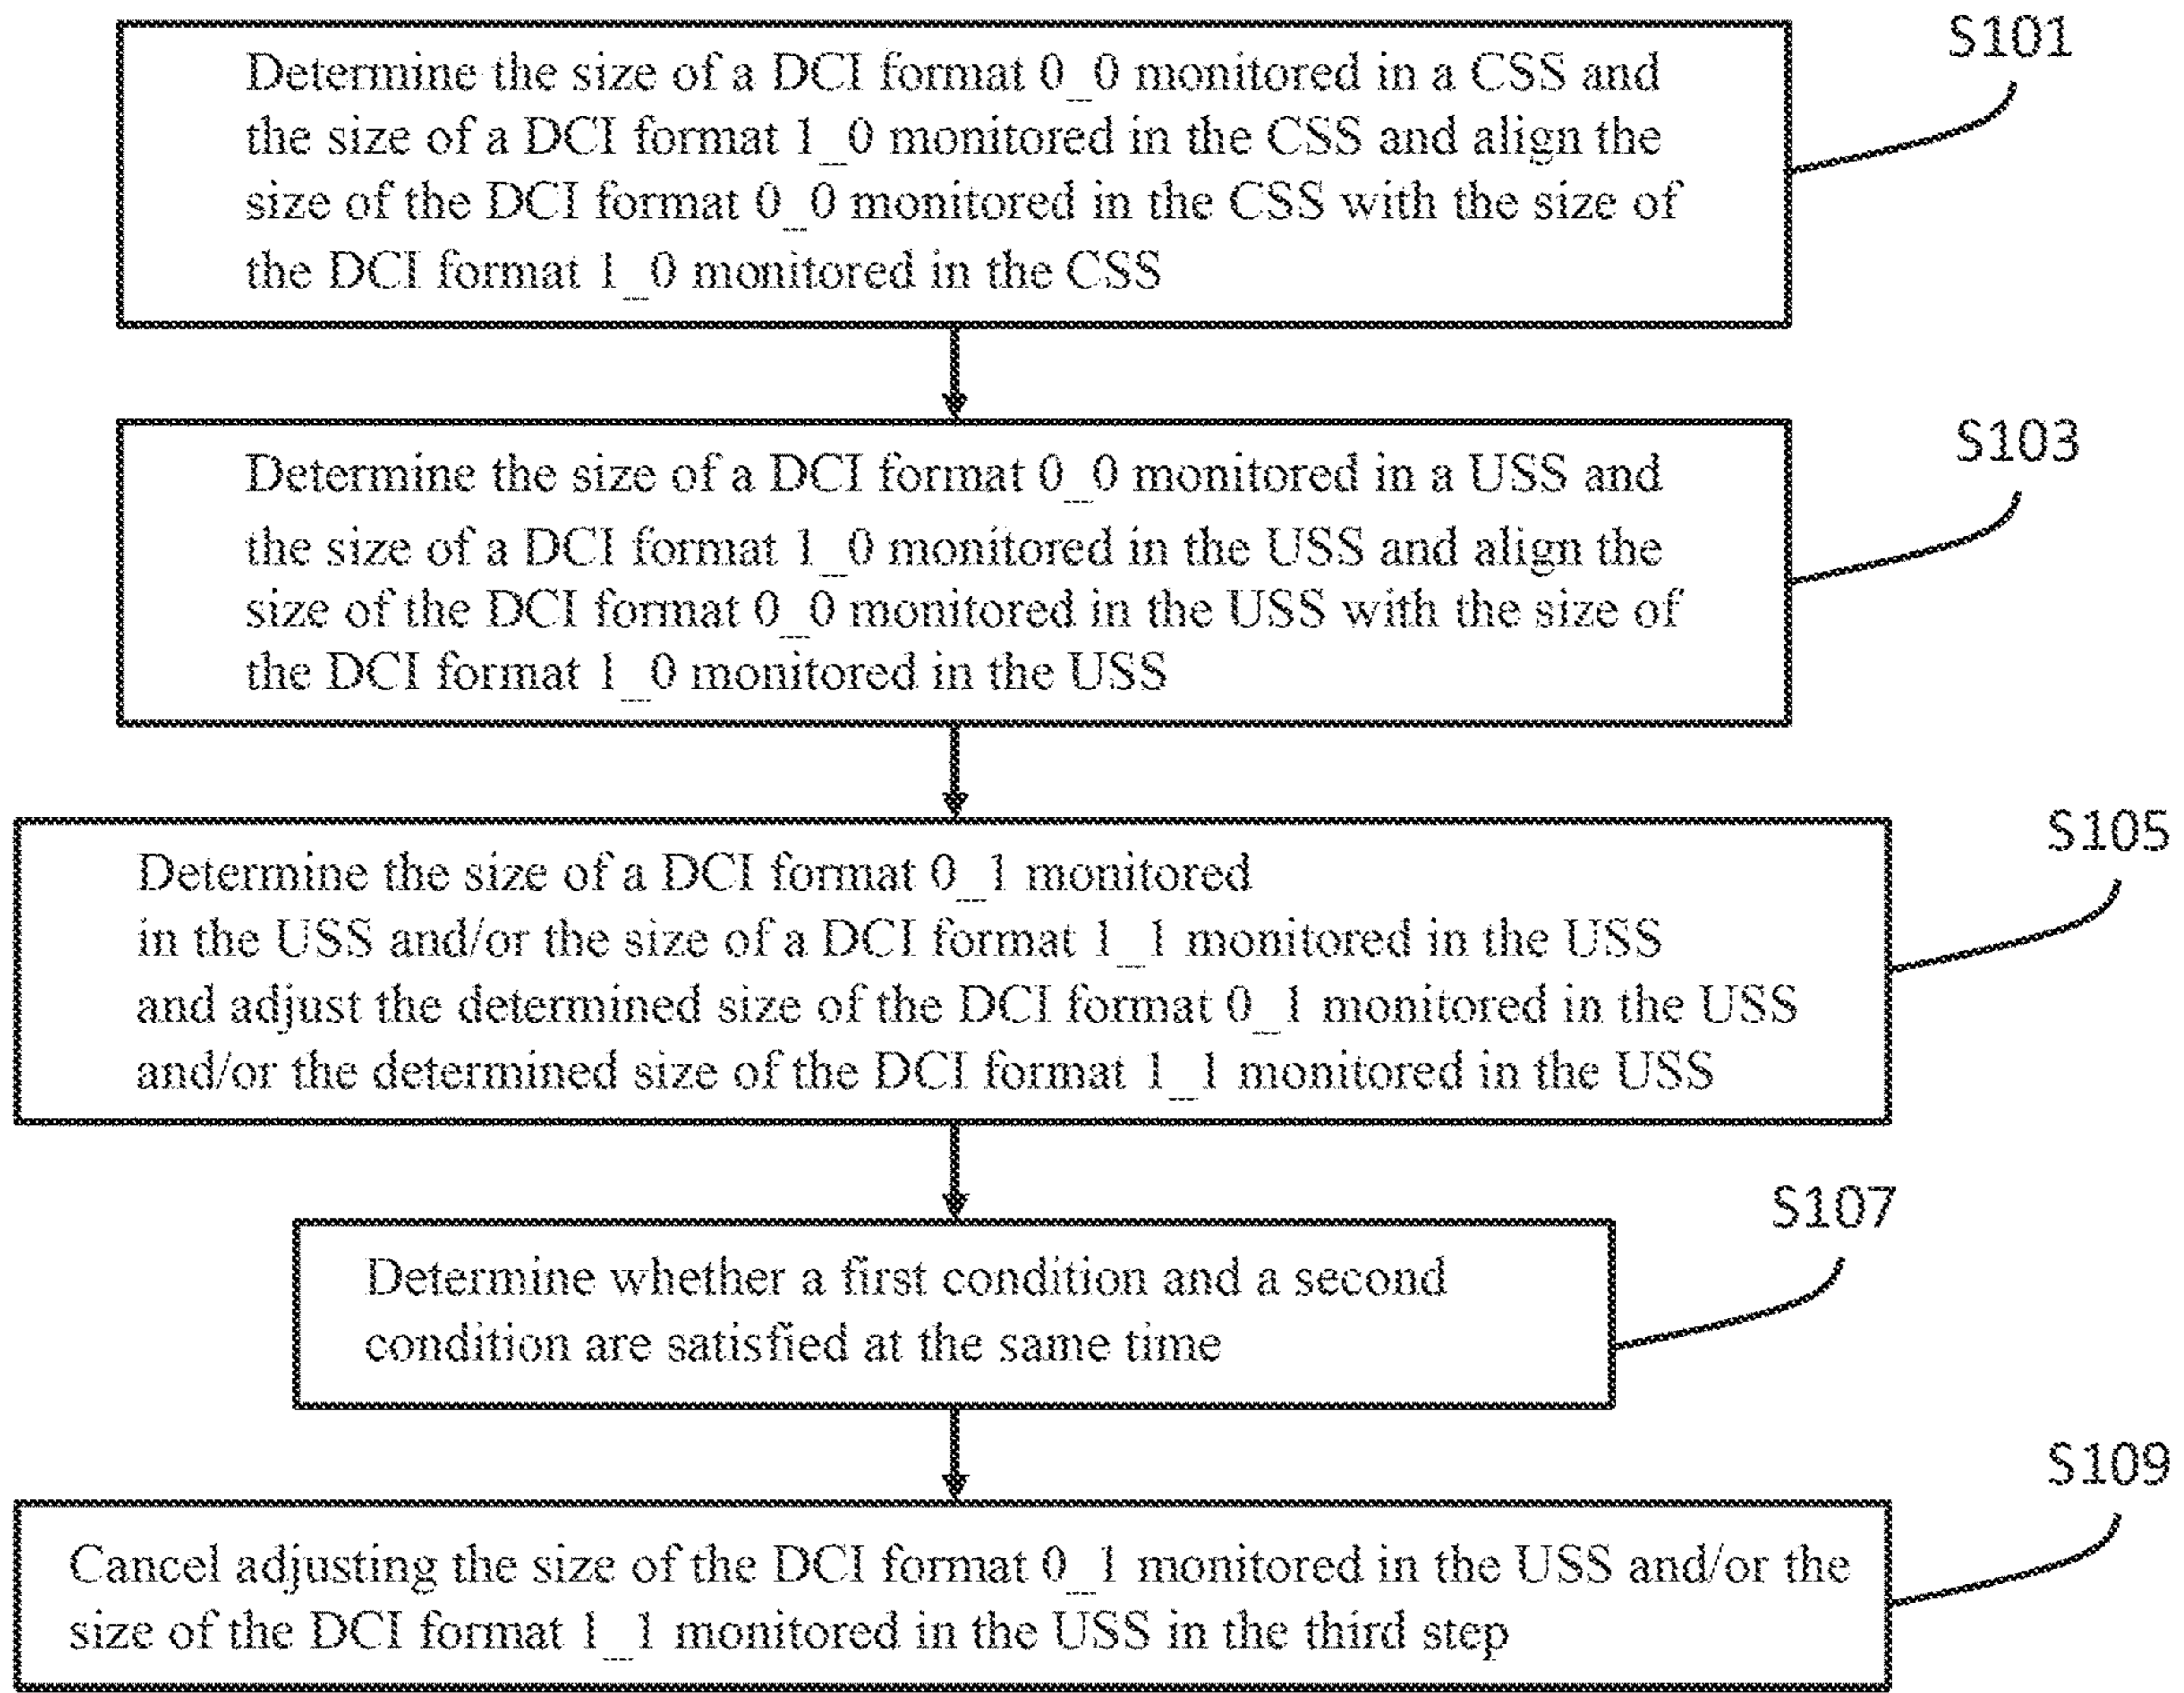 S101
Determine the size of a DCI format 0_0 monitored in a CSS and
the size of a DCI format 1_0 monitored in the CSS and align the
size of the DCI format 0_0 monitored in the CSS with the size of
the DCI format 1_0 monitored in the CSS
S103
Determine the size of a DCI format 0_0 monitored in a USS and
the size of a DCI format 1_0 monitored in the USS and align the
size of the DCI format 0_0 monitored in the USS with the size of
the DCI format 1_0 monitored in the USS
S105
Determine the size of a DCI format 0_1 monitored
in the USS and/or the size of a DCI format 1_1 monitored in the USS
and adjust the determined size of the DCI format 0_1 monitored in the USS
and/or the determined size of the DCI format 1_1 monitored in the USS
S107
Determine whether a first condition and a second
condition are satisfied at the same time
S109
Cancel adjusting the size of the DCI format 0_1 monitored in the USS and/or the
size of the DCI format 1_1 monitored in the USS in the third step